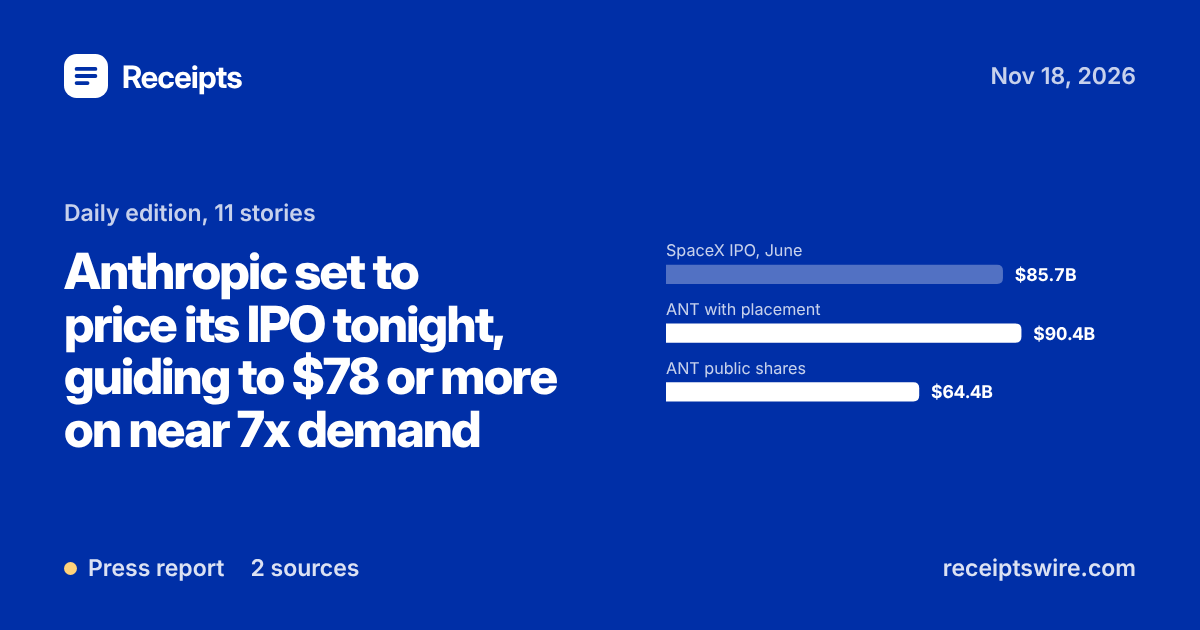 Receipts
Nov 18, 2026
Daily edition, 11 stories
Anthropic set to
price its IPO tonight,
guiding to $78 or more
on near 7x demand
SpaceX IPO, June
$85.7B
ANT with placement
$90.4B
ANT public shares
$64.4B
Press report
2 sources
receiptswire.com